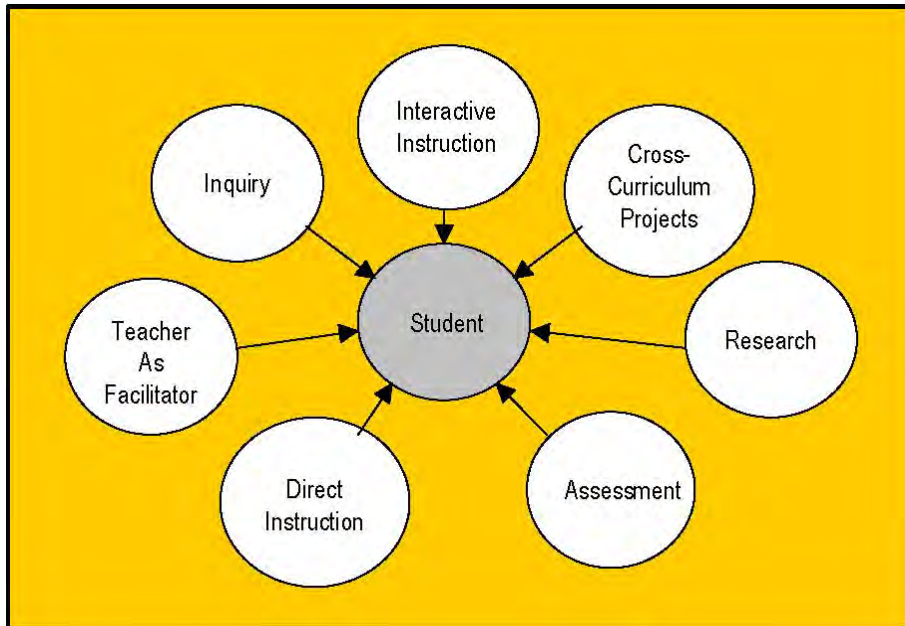 Interactive
Instruction
Cross-
Curriculum
Projects
Inquiry
Student
Research
Teacher
As
Facilitator
Direct
Instruction
Assessment